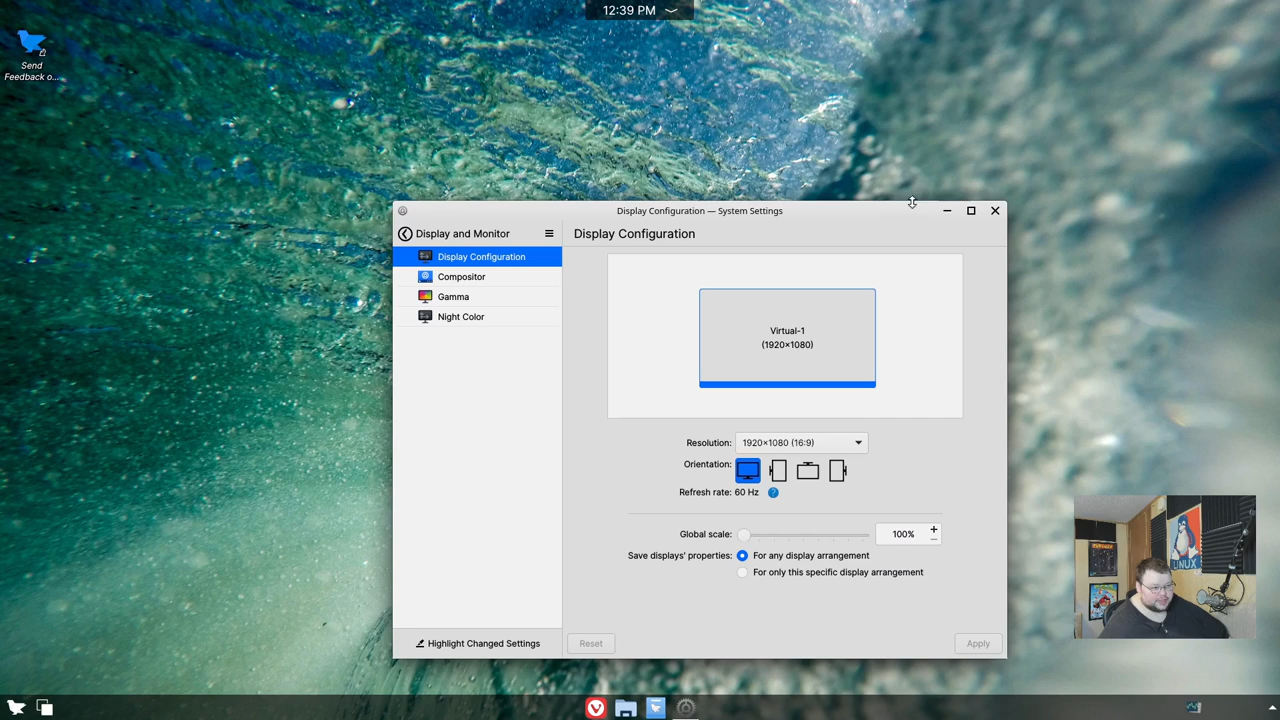 12:39 PM
Send
Feedback o...
Display Configuration — System Settings
Display and Monitor
Display Configuration
Display Configuration
Compositor
Gamma
Night Color
Virtual-1
(1920×1080)
Resolution: 1920×1080 (16:9)
Orientation:
Refresh rate: 60 Hz
Global scale: 100%
Save displays' properties: For any display arrangement
For only this specific display arrangement
Highlight Changed Settings
Reset
Apply
LINUX